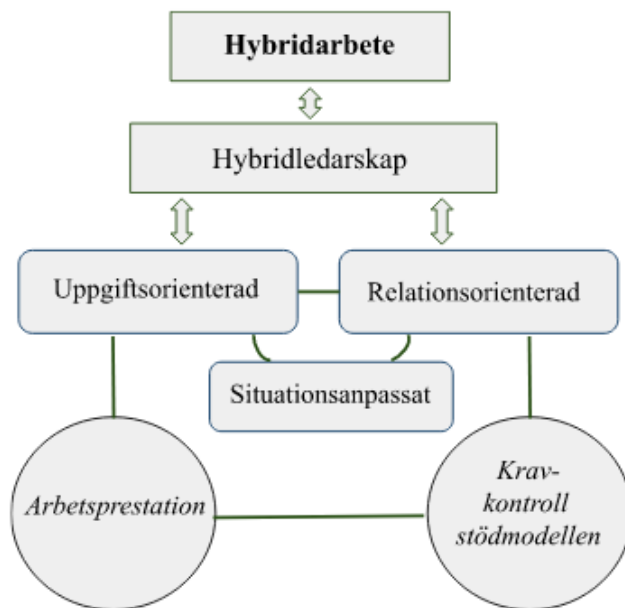 Hybridarbete
Hybridledarskap
Uppgiftsorienterad
Relationsorienterad
Situationsanpassat
Arbetsprestation
Krav-
kontroll
stödmodellen